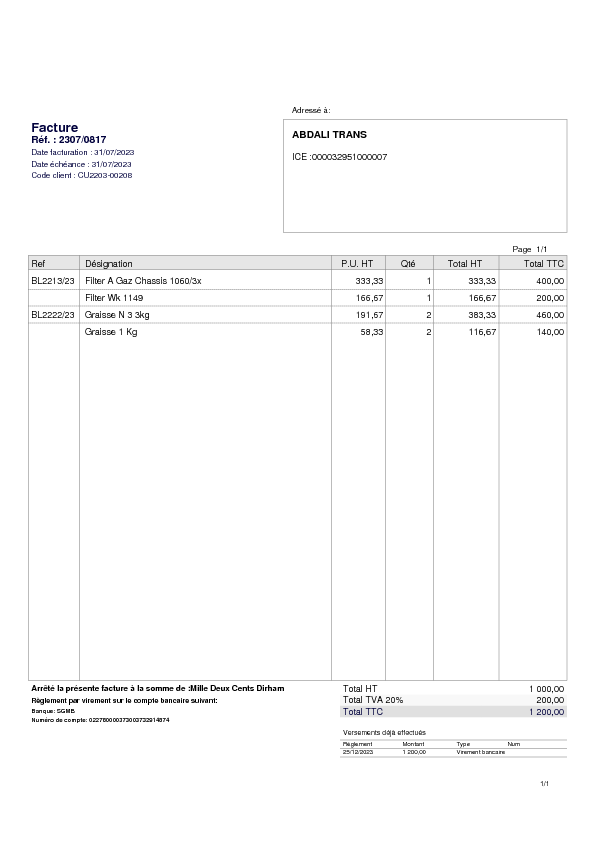 Adressé à:
Facture
Réf. : 2307/0817
Date facturation : 31/07/2023
Date échéance : 31/07/2023
Code client : CU2203-00208
ABDALI TRANS
ICE :000032951000007
Page 1/1
Ref Désignation P.U. HT Qté Total HT Total TTC
BL2213/23 Filter A Gaz Chassis 1060/3x 333,33 1 333,33 400,00
Filter Wk 1149 166,67 1 166,67 200,00
BL2222/23 Graisse N 3 3kg 191,67 2 383,33 460,00
Graisse 1 Kg 58,33 2 116,67 140,00
Arrêté la présente facture à la somme de :Mille Deux Cents Dirham
Règlement par virement sur le compte bancaire suivant:
Banque: SGMB
Numéro de compte:
Total HT 1 000,00
Total TVA 20% 200,00
Total TTC 1 200,00
Versements déjà effectués
Règlement Montant Type Num
25/12/2023 1 200,00 Virement bancaire
1/1